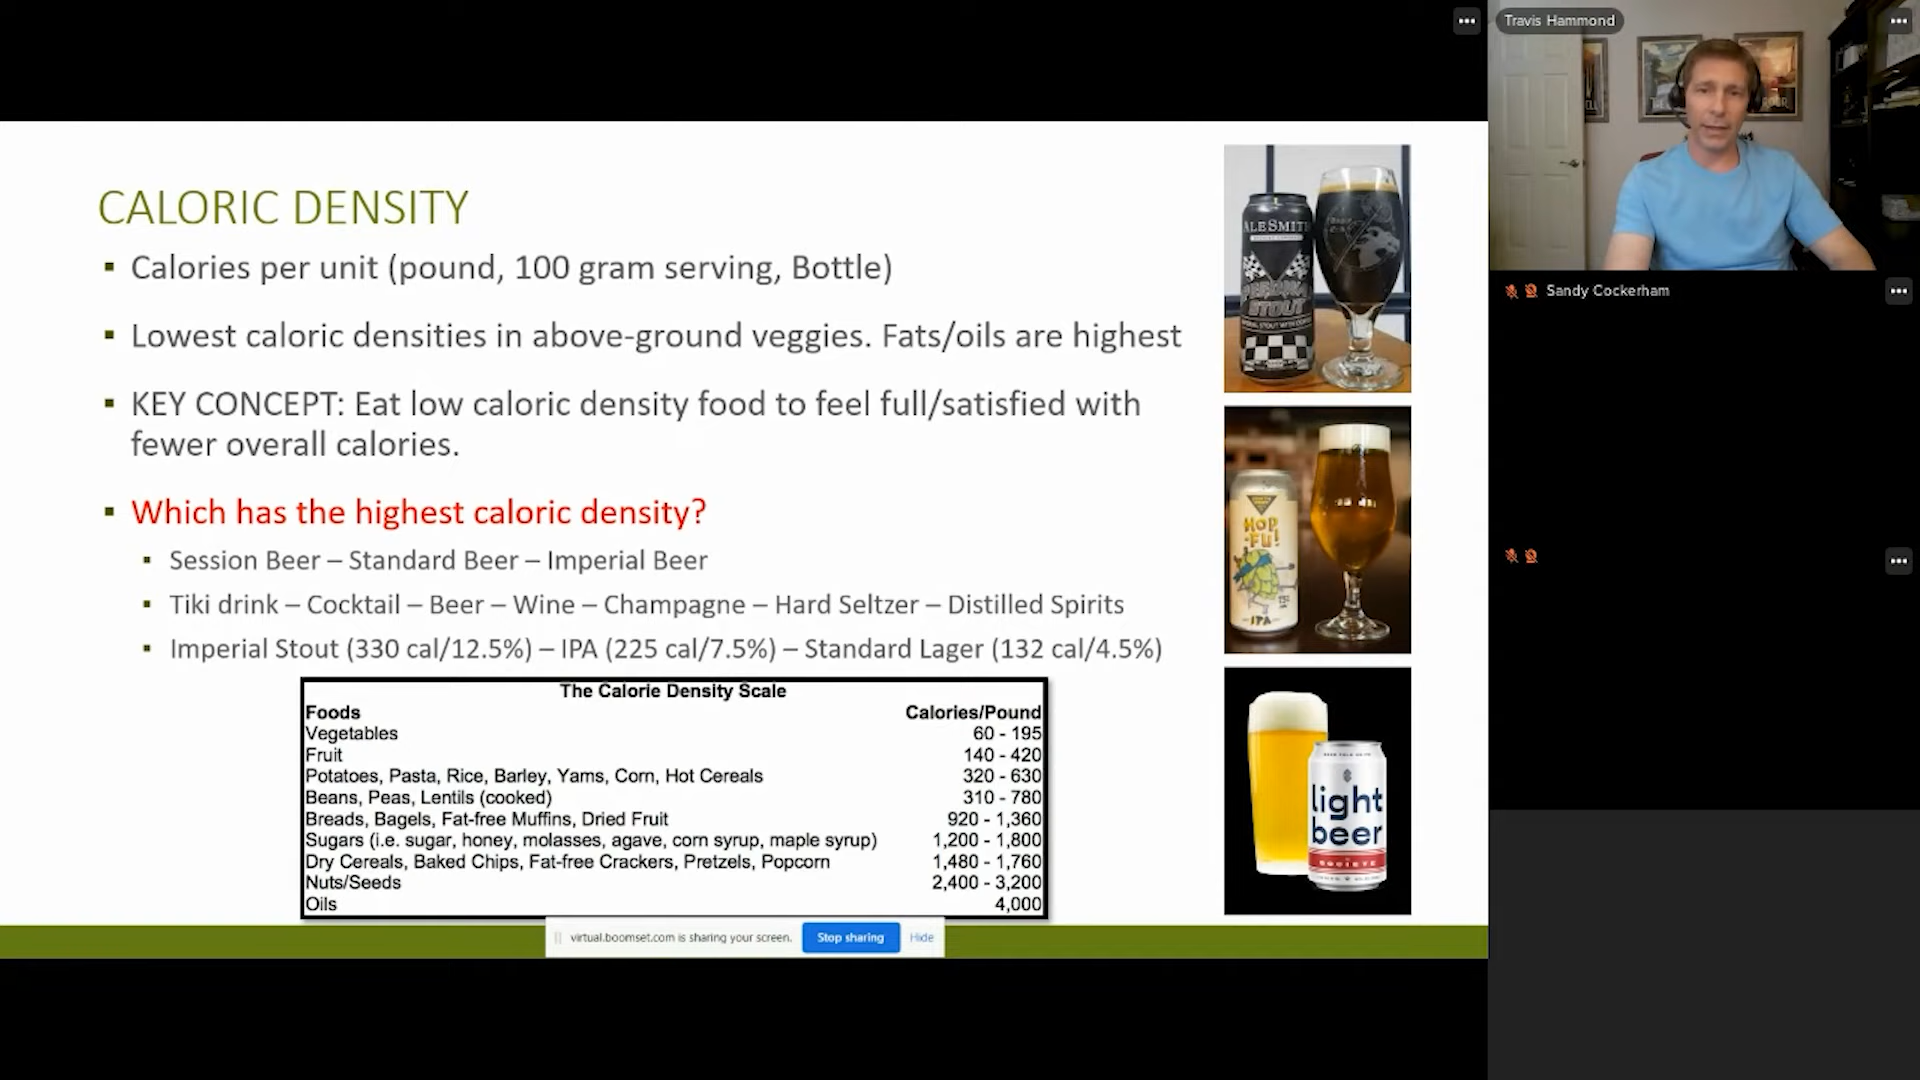 Travis Hammond
CALORIC DENSITY
▪ Calories per unit (pound, 100 gram serving, Bottle)
▪ Lowest caloric densities in above-ground veggies. Fats/oils are highest
▪ KEY CONCEPT: Eat low caloric density food to feel full/satisfied with
fewer overall calories.
▪ Which has the highest caloric density?
▪ Session Beer – Standard Beer – Imperial Beer
▪ Tiki drink – Cocktail – Beer – Wine – Champagne – Hard Seltzer – Distilled Spirits
▪ Imperial Stout (330 cal/12.5%) – IPA (225 cal/7.5%) – Standard Lager (132 cal/4.5%)
The Calorie Density Scale
Foods Calories/Pound
Vegetables 60 - 195
Fruit 140 - 420
Potatoes, Pasta, Rice, Barley, Yams, Corn, Hot Cereals 320 - 630
Beans, Peas, Lentils (cooked) 310 - 780
Breads, Bagels, Fat-free Muffins, Dried Fruit 920 - 1,360
Sugars (i.e. sugar, honey, molasses, agave, corn syrup, maple syrup) 1,200 - 1,800
Dry Cereals, Baked Chips, Fat-free Crackers, Pretzels, Popcorn 1,480 - 1,760
Nuts/Seeds 2,400 - 3,200
Oils 4,000
virtual.boomset.com is sharing your screen. Stop sharing Hide
ALESMITH
STOUT
HOP
FU!
IPA
light
beer
SOCIETE
Sandy Cockerham